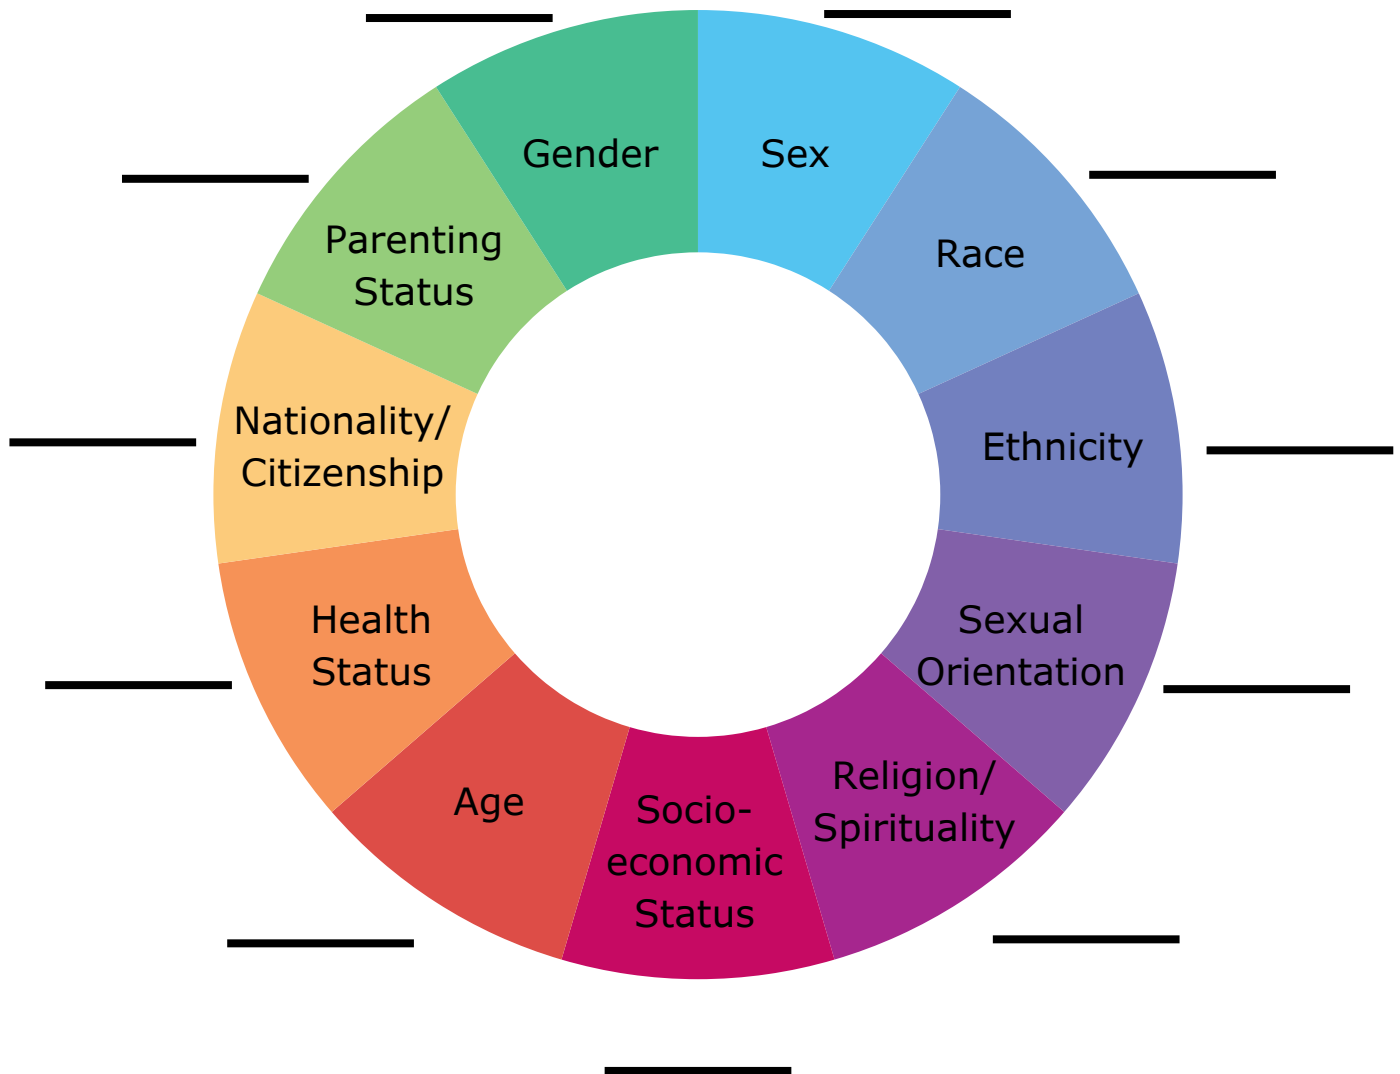 Gender
Sex
Race
Ethnicity
Sexual
Orientation
Religion/
Spirituality
Socio-
economic
Status
Age
Health
Status
Nationality/
Citizenship
Parenting
Status